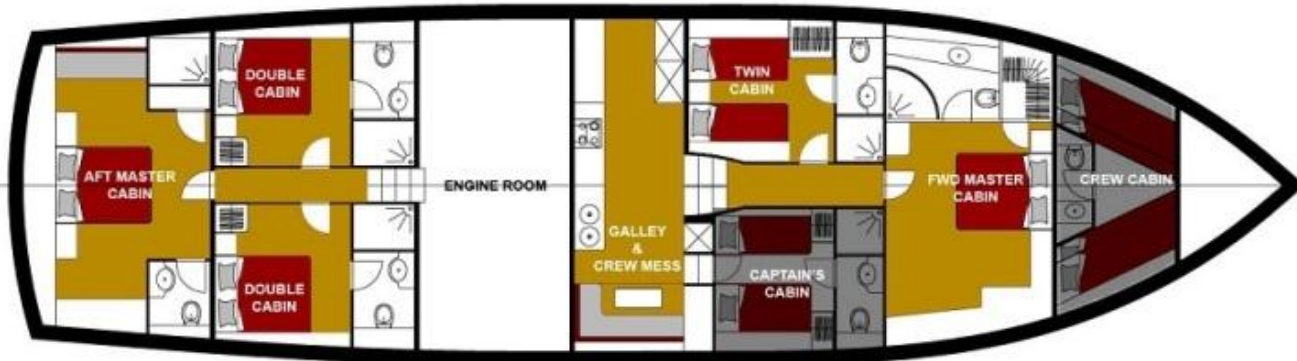 DOUBLE
CABIN
TWIN
CABIN
AFT MASTER
CABIN
ENGINE ROOM
FWD MASTER
CABIN
CREW CABIN
GALLEY
&
CREW MESS
CAPTAIN'S
CABIN
DOUBLE
CABIN